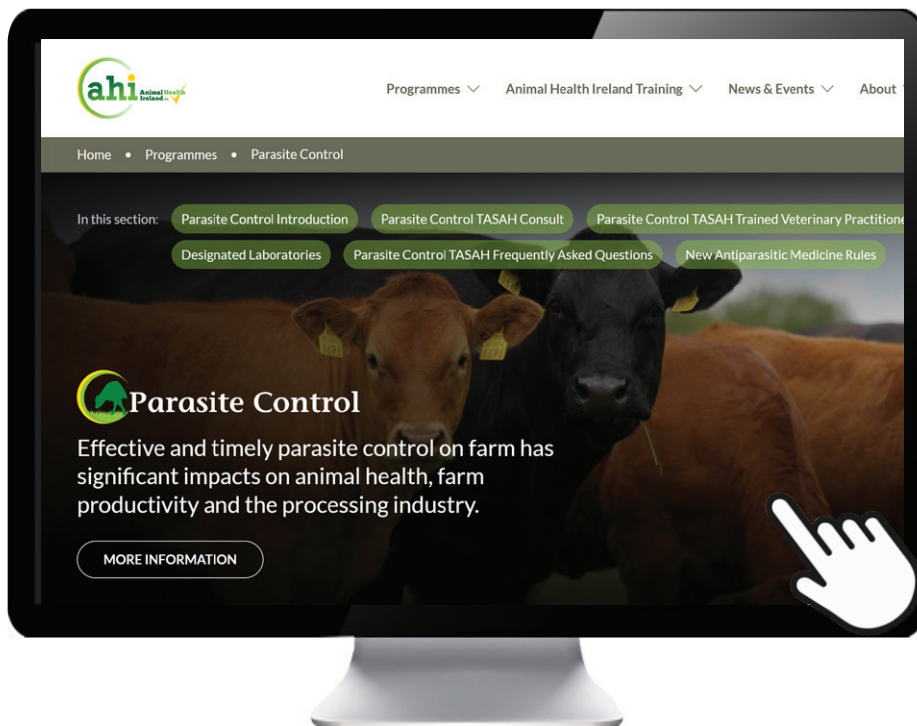 ahi Animal Health
Ireland.ie
Programmes Animal Health Ireland Training News & Events About
Home • Programmes • Parasite Control
In this section: Parasite Control Introduction Parasite Control TASAH Consult Parasite Control TASAH Trained Veterinary Practitione
Designated Laboratories Parasite Control TASAH Frequently Asked Questions New Antiparasitic Medicine Rules
1691 1691
Parasite Control
Effective and timely parasite control on farm has
significant impacts on animal health, farm
productivity and the processing industry.
MORE INFORMATION